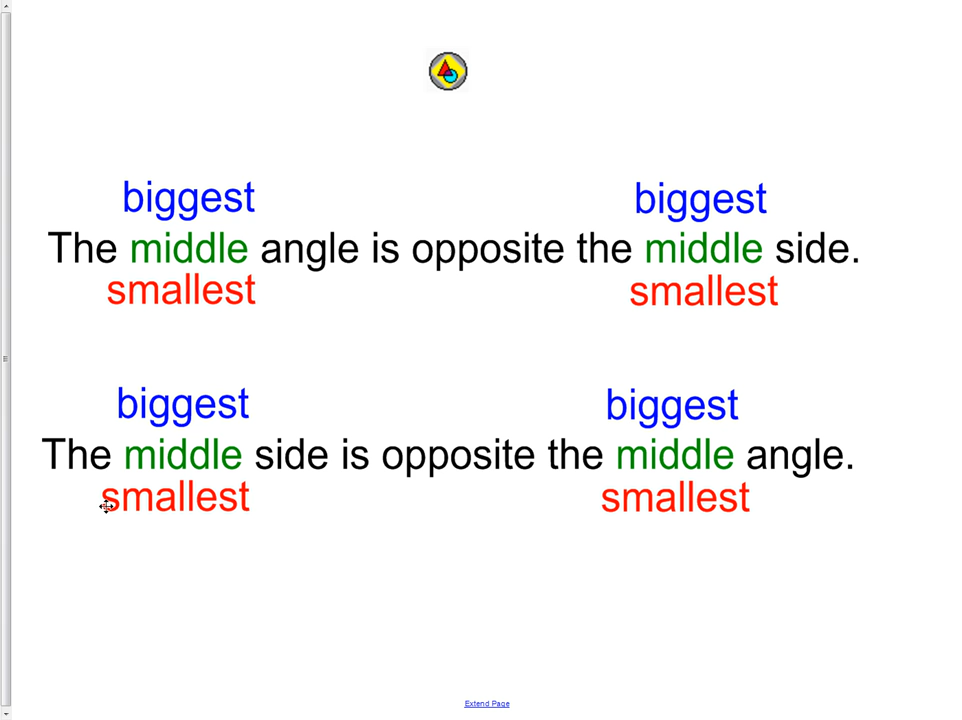 biggest biggest
The middle angle is opposite the middle side.
smallest smallest
biggest biggest
The middle side is opposite the middle angle.
smallest smallest
Extend Page